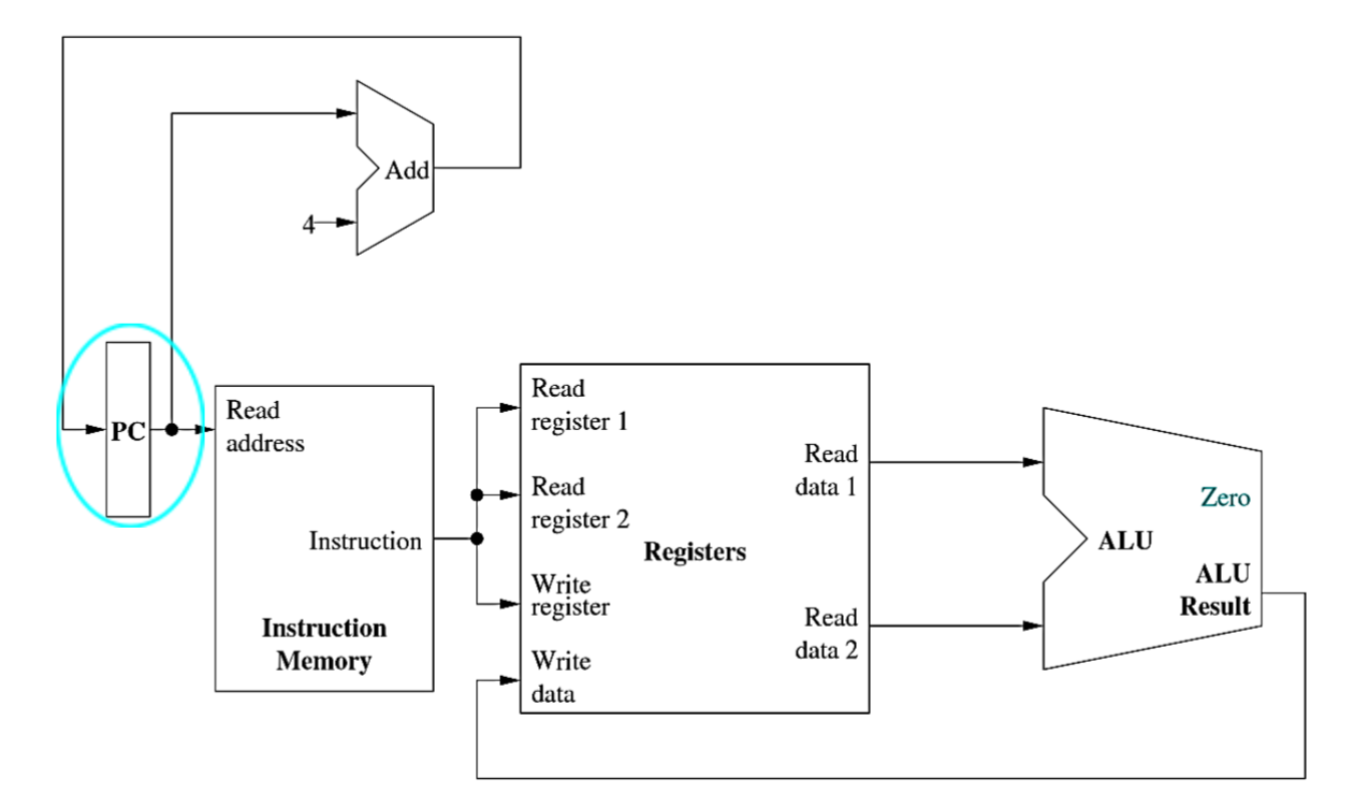 Add
4
PC
Read
address
Instruction
Instruction
Memory
Read
register 1
Read
register 2
Write
register
Write
data
Registers
Read
data 1
Read
data 2
Zero
ALU
ALU
Result